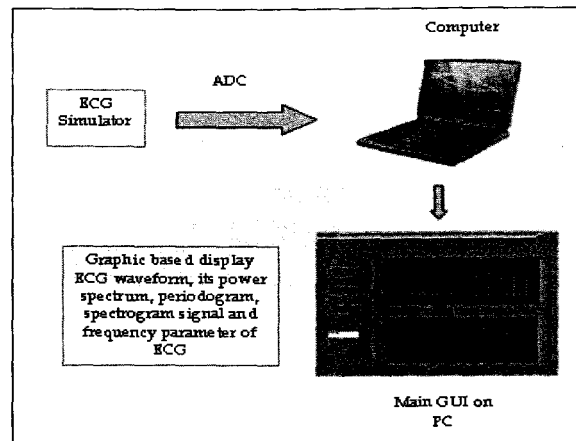 Computer
ADC
ECG
Simulator
Graphic based display
ECG waveform, its power
spectrum, periodogram,
spectrogram signal and
frequency parameter of
ECG
Main GUI on
PC